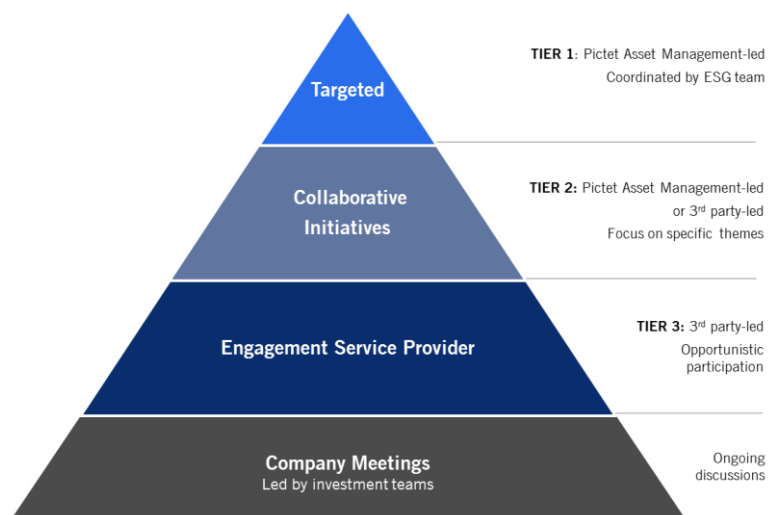 Targeted
TIER 1: Pictet Asset Management-led
Coordinated by ESG team
Collaborative
Initiatives
TIER 2: Pictet Asset Management-led
or 3rd party-led
Focus on specific themes
Engagement Service Provider
TIER 3: 3rd party-led
Opportunistic
participation
Company Meetings
Led by investment teams
Ongoing
discussions